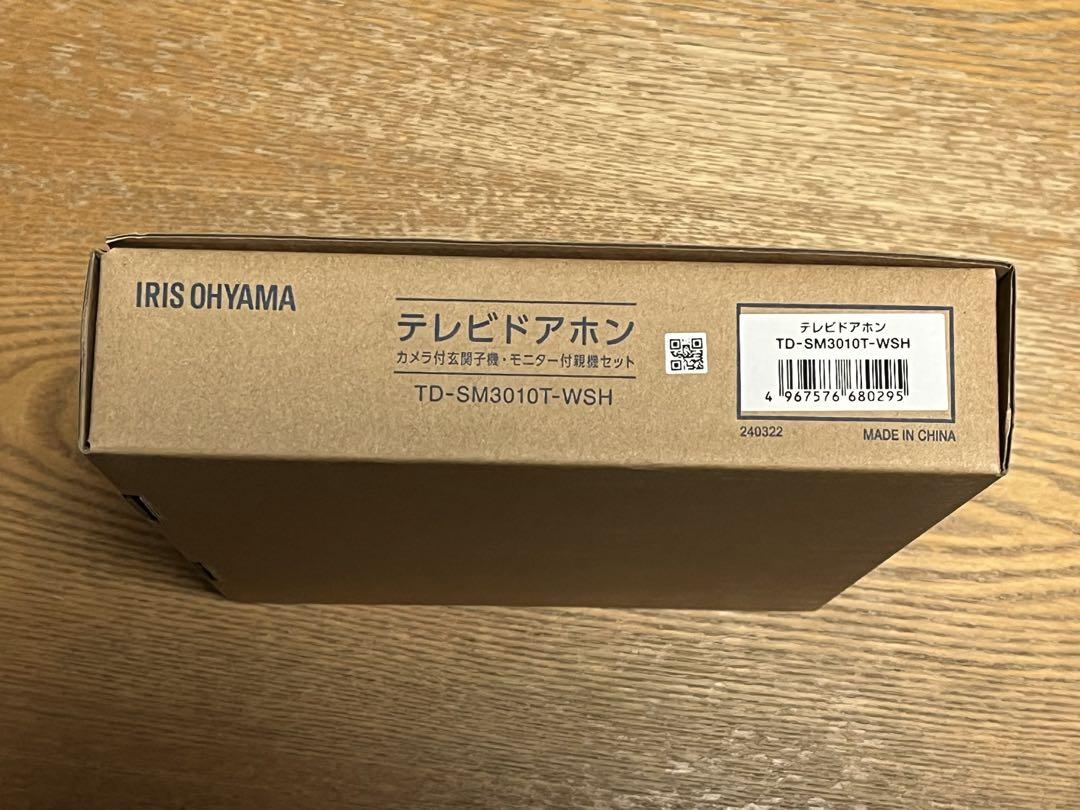 IRIS OHYAMA
テレビドアホン
カメラ付玄関子機・モニター付親機セット
TD-SM3010T-WSH
テレビドアホン
TD-SM3010T-WSH
4 967576 680295
240322
MADE IN CHINA